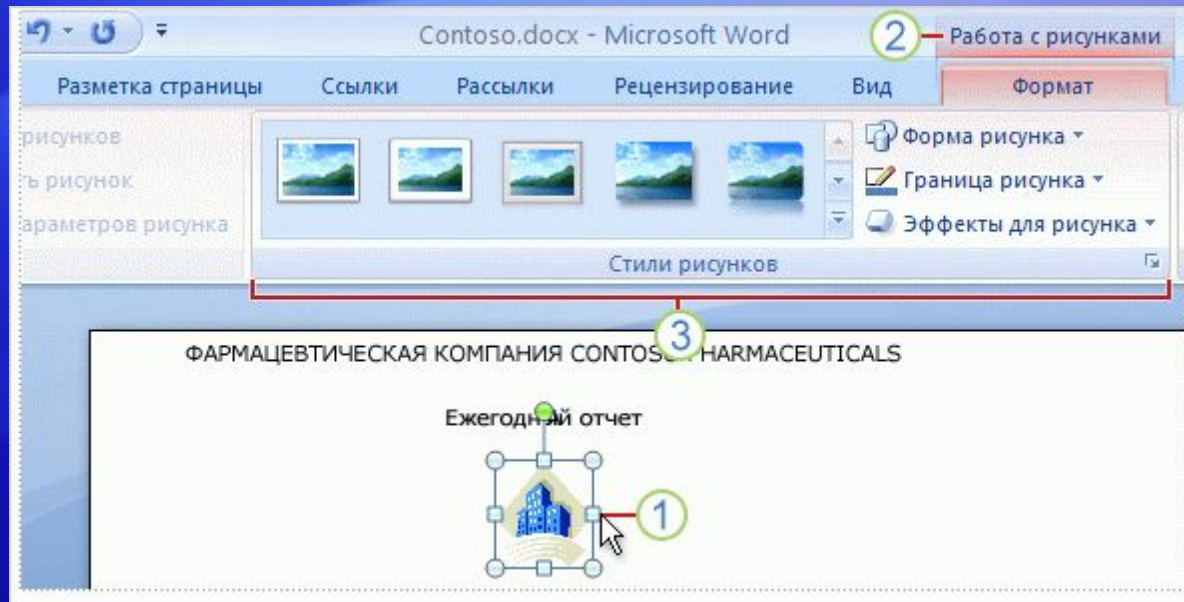 Contoso.docx - Microsoft Word
2
Работа с рисунками
Разметка страницы Ссылки Рассылки Рецензирование Вид Формат
рисунков
ь рисунок
араметров рисунка
Форма рисунка
Граница рисунка
Эффекты для рисунка
Стили рисунков
3
ФАРМАЦЕВТИЧЕСКАЯ КОМПАНИЯ CONTOSO HARMACEUTICALS
Ежегодный отчет
1